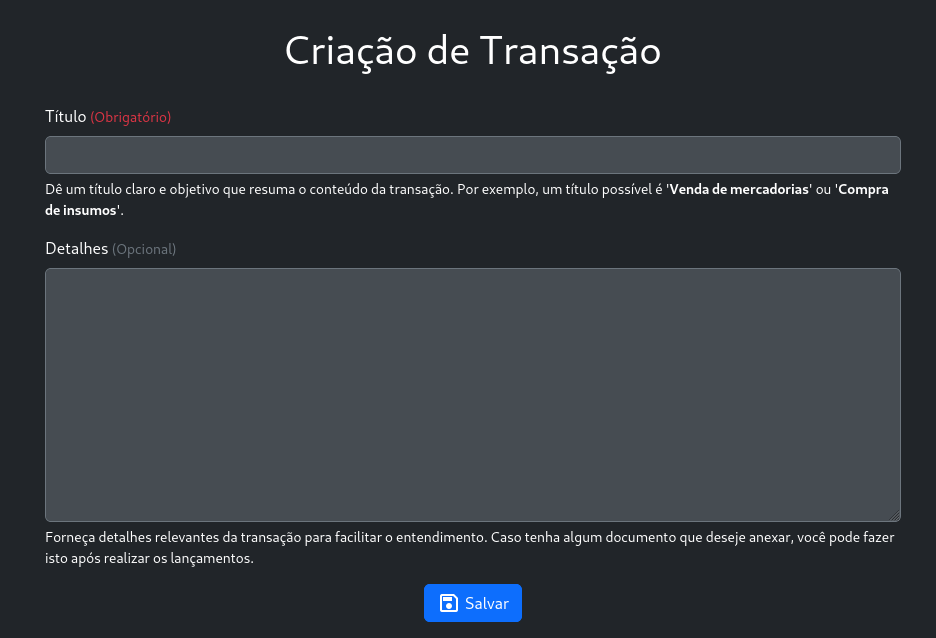 Criação de Transação
Título (Obrigatório)
Dê um título claro e objetivo que resuma o conteúdo da transação. Por exemplo, um título possível é 'Venda de mercadorias' ou 'Compra
de insumos'.
Detalhes (Opcional)
Forneça detalhes relevantes da transação para facilitar o entendimento. Caso tenha algum documento que deseje anexar, você pode fazer
isto após realizar os lançamentos.
Salvar